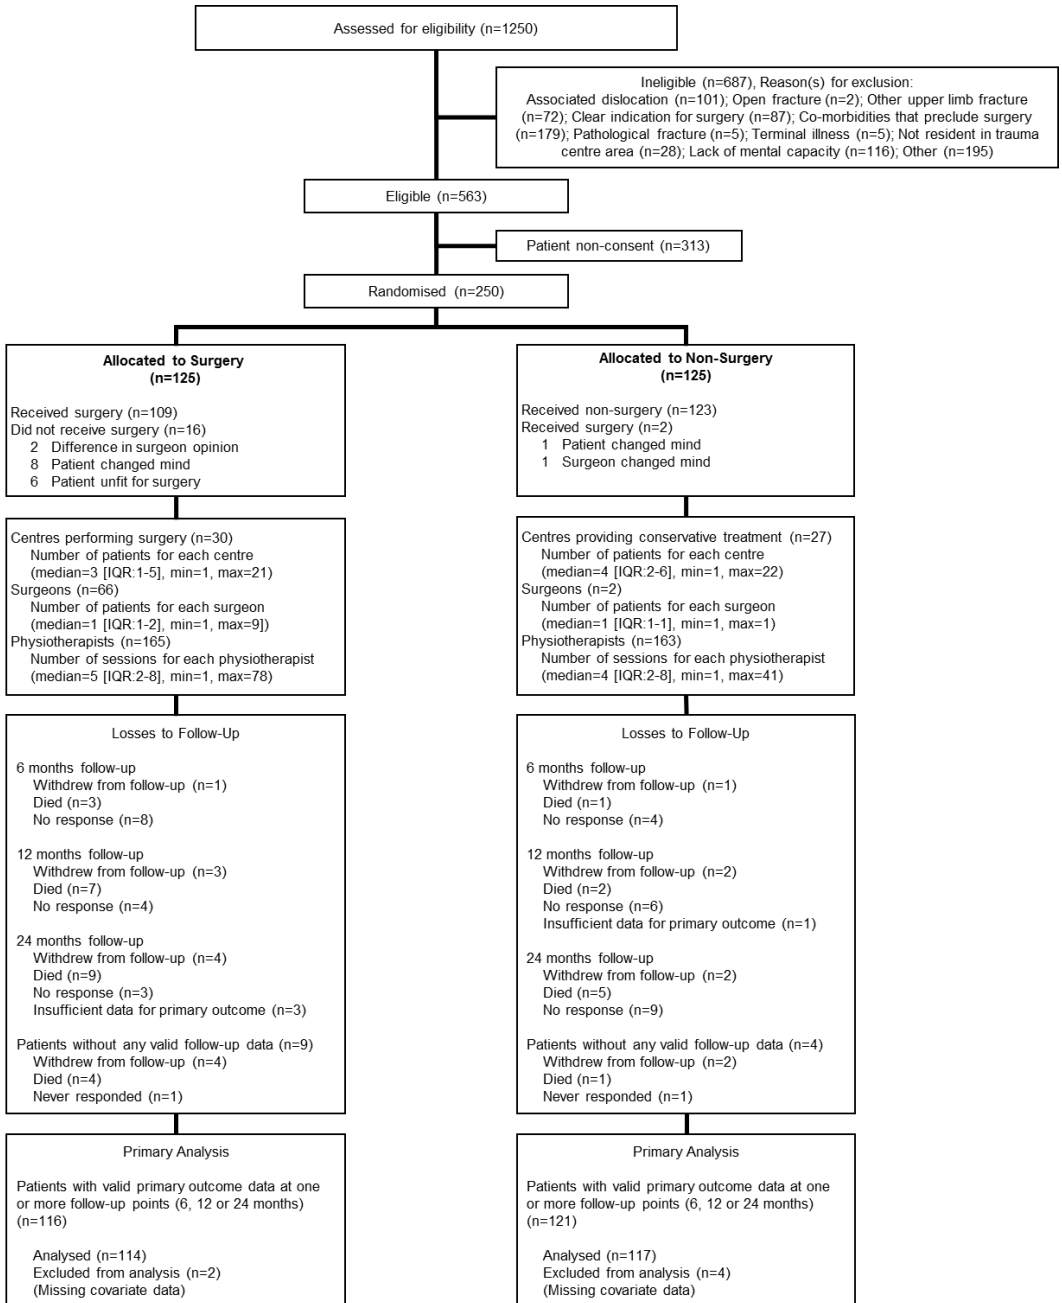 Assessed for eligibility (n=1250)
Ineligible (n=687), Reason(s) for exclusion:
Associated dislocation (n=101); Open fracture (n=2); Other upper limb fracture
(n=72); Clear indication for surgery (n=87); Co-morbidities that preclude surgery
(n=179); Pathological fracture (n=5); Terminal illness (n=5); Not resident in trauma
centre area (n=28); Lack of mental capacity (n=116); Other (n=195)
Eligible (n=563)
Patient non-consent (n=313)
Randomised (n=250)
Allocated to Surgery
(n=125)
Received surgery (n=109)
Did not receive surgery (n=16)
2 Difference in surgeon opinion
8 Patient changed mind
6 Patient unfit for surgery
Allocated to Non-Surgery
(n=125)
Received non-surgery (n=123)
Received surgery (n=2)
1 Patient changed mind
1 Surgeon changed mind
Centres performing surgery (n=30)
Number of patients for each centre
(median=3 [IQR:1-5], min=1, max=21)
Surgeons (n=66)
Number of patients for each surgeon
(median=1 [IQR:1-2], min=1, max=9])
Physiotherapists (n=165)
Number of sessions for each physiotherapist
(median=5 [IQR:2-8], min=1, max=78)
Centres providing conservative treatment (n=27)
Number of patients for each centre
(median=4 [IQR:2-6], min=1, max=22)
Surgeons (n=2)
Number of patients for each surgeon
(median=1 [IQR:1-1], min=1, max=1)
Physiotherapists (n=163)
Number of sessions for each physiotherapist
(median=4 [IQR:2-8], min=1, max=41)
Losses to Follow-Up
6 months follow-up
Withdrew from follow-up (n=1)
Died (n=3)
No response (n=8)
12 months follow-up
Withdrew from follow-up (n=3)
Died (n=7)
No response (n=4)
24 months follow-up
Withdrew from follow-up (n=4)
Died (n=9)
No response (n=3)
Insufficient data for primary outcome (n=3)
Patients without any valid follow-up data (n=9)
Withdrew from follow-up (n=4)
Died (n=4)
Never responded (n=1)
Losses to Follow-Up
6 months follow-up
Withdrew from follow-up (n=1)
Died (n=1)
No response (n=4)
12 months follow-up
Withdrew from follow-up (n=2)
Died (n=2)
No response (n=6)
Insufficient data for primary outcome (n=1)
24 months follow-up
Withdrew from follow-up (n=2)
Died (n=5)
No response (n=9)
Patients without any valid follow-up data (n=4)
Withdrew from follow-up (n=2)
Died (n=1)
Never responded (n=1)
Primary Analysis
Patients with valid primary outcome data at one
or more follow-up points (6, 12 or 24 months)
(n=116)
Analysed (n=114)
Excluded from analysis (n=2)
(Missing covariate data)
Primary Analysis
Patients with valid primary outcome data at one
or more follow-up points (6, 12 or 24 months)
(n=121)
Analysed (n=117)
Excluded from analysis (n=4)
(Missing covariate data)